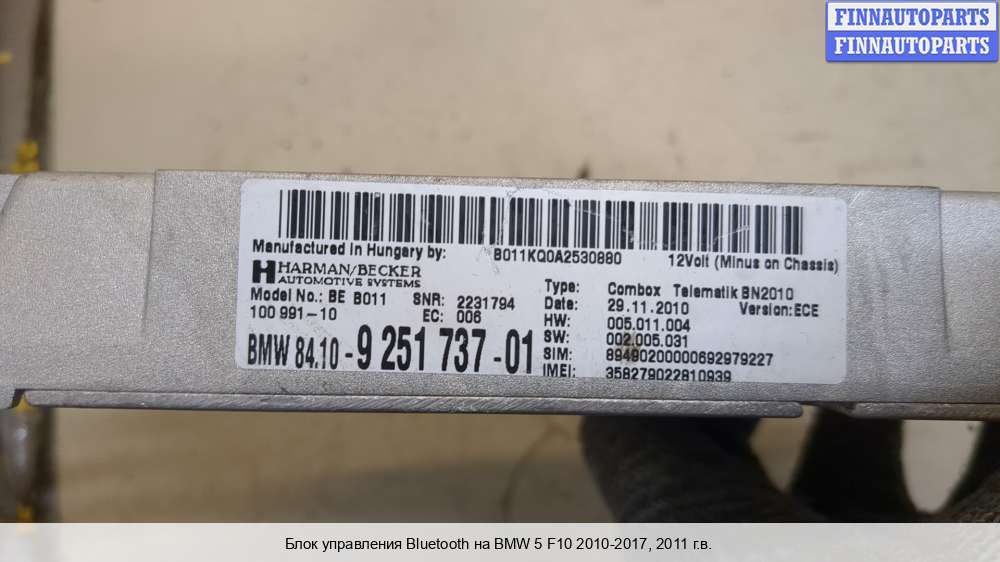 FINNAUTOPARTS
FINNAUTOPARTS
Manufactured in Hungary by: B011KQ0A2530880 12Volt (Minus on Chassis)
HARMAN/BECKER
AUTOMOTIVE SYSTEMS
Model No.: BE B011 SNR: 2231794
100 991-10 EC: 006
BMW 84.10 - 9 251 737 - 01
Type: Combox Telematik BN2010
Date: 29.11.2010 Version: ECE
HW: 005.011.004
SW: 002.005.031
SIM: 89490200000692979227
IMEI: 358279022810939
Блок управления Bluetooth на BMW 5 F10 2010-2017, 2011 г.в.